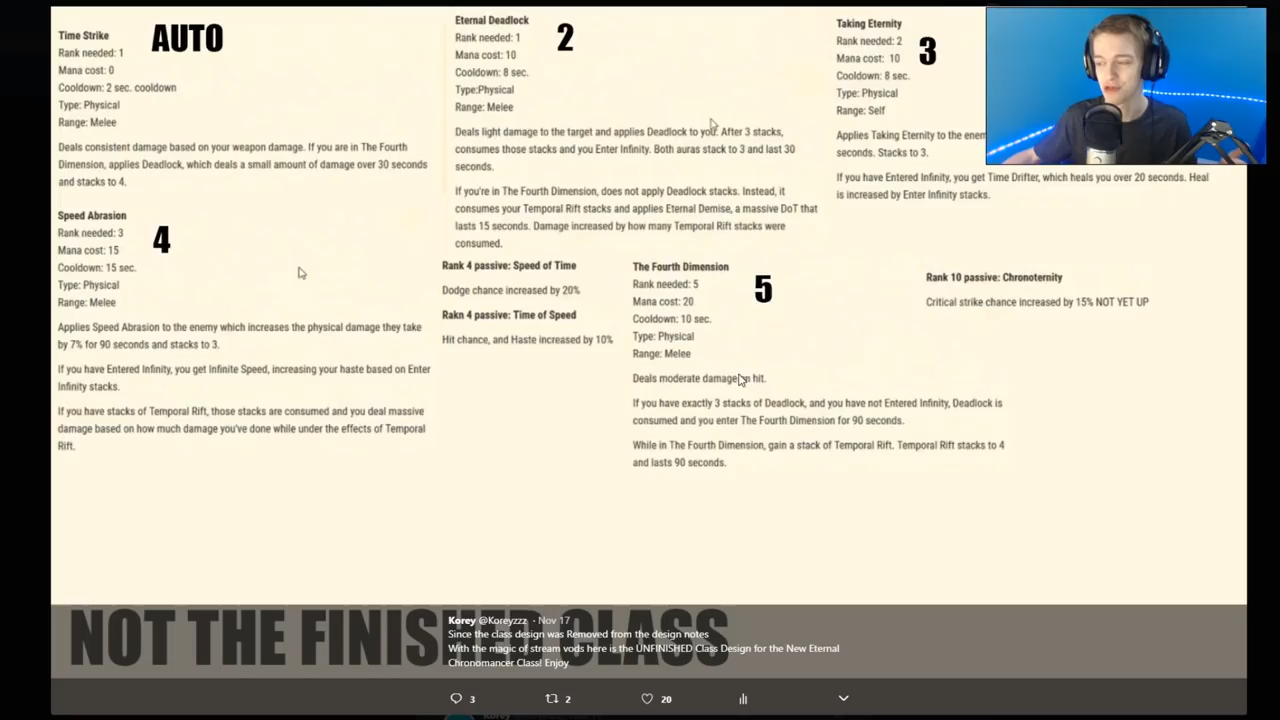 Time Strike
AUTO
Rank needed: 1
Mana cost: 0
Cooldown: 2 sec. cooldown
Type: Physical
Range: Melee
Deals consistent damage based on your weapon damage. If you are in The Fourth
Dimension, applies Deadlock, which deals a small amount of damage over 30 seconds
and stacks to 4.
Speed Abrasion
4
Rank needed: 3
Mana cost: 15
Cooldown: 15 sec.
Type: Physical
Range: Melee
Applies Speed Abrasion to the enemy which increases the physical damage they take
by 7% for 90 seconds and stacks to 3.
If you have Entered Infinity, you get Infinite Speed, increasing your haste based on Enter
Infinity stacks.
If you have stacks of Temporal Rift, those stacks are consumed and you deal massive
damage based on how much damage you've done while under the effects of Temporal
Rift.
Eternal Deadlock
2
Rank needed: 1
Mana cost: 10
Cooldown: 8 sec.
Type:Physical
Range: Melee
Deals light damage to the target and applies Deadlock to you. After 3 stacks,
consumes those stacks and you Enter Infinity. Both auras stack to 3 and last 30
seconds.
If you're in The Fourth Dimension, does not apply Deadlock stacks. Instead, it
consumes your Temporal Rift stacks and applies Eternal Demise, a massive DoT that
lasts 15 seconds. Damage increased by how many Temporal Rift stacks were
consumed.
Taking Eternity
3
Rank needed: 2
Mana cost: 10
Cooldown: 8 sec.
Type: Physical
Range: Self
Applies Taking Eternity to the enem
seconds. Stacks to 3.
If you have Entered Infinity, you get Time Drifter, which heals you over 20 seconds. Heal
is increased by Enter Infinity stacks.
Rank 4 passive: Speed of Time
Dodge chance increased by 20%
Rakn 4 passive: Time of Speed
Hit chance, and Haste increased by 10%
The Fourth Dimension
5
Rank needed: 5
Mana cost: 20
Cooldown: 10 sec.
Type: Physical
Range: Melee
Deals moderate damage on hit.
If you have exactly 3 stacks of Deadlock, and you have not Entered Infinity, Deadlock is
consumed and you enter The Fourth Dimension for 90 seconds.
While in The Fourth Dimension, gain a stack of Temporal Rift. Temporal Rift stacks to 4
and lasts 90 seconds.
Rank 10 passive: Chronoternity
Critical strike chance increased by 15% NOT YET UP
NOT THE FINISHED CLASS
Korey @Koreyzzz · Nov 17
Since the class design was Removed from the design notes
With the magic of stream vods here is the UNFINISHED Class Design for the New Eternal
Chronomancer Class! Enjoy
3
2
20